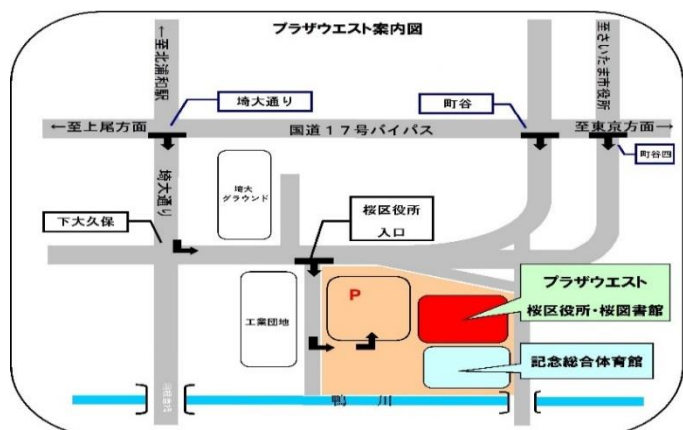 プラザウエスト案内図
←至北浦和駅
至さいたま市役所
埼大通り
町谷
←至上尾方面
国道17号バイパス
至東京方面→
町谷四
埼大通り
埼大
グラウンド
下大久保
桜区役所
入口
P
プラザウエスト
桜区役所・桜図書館
工業団地
記念総合体育館
鴨川